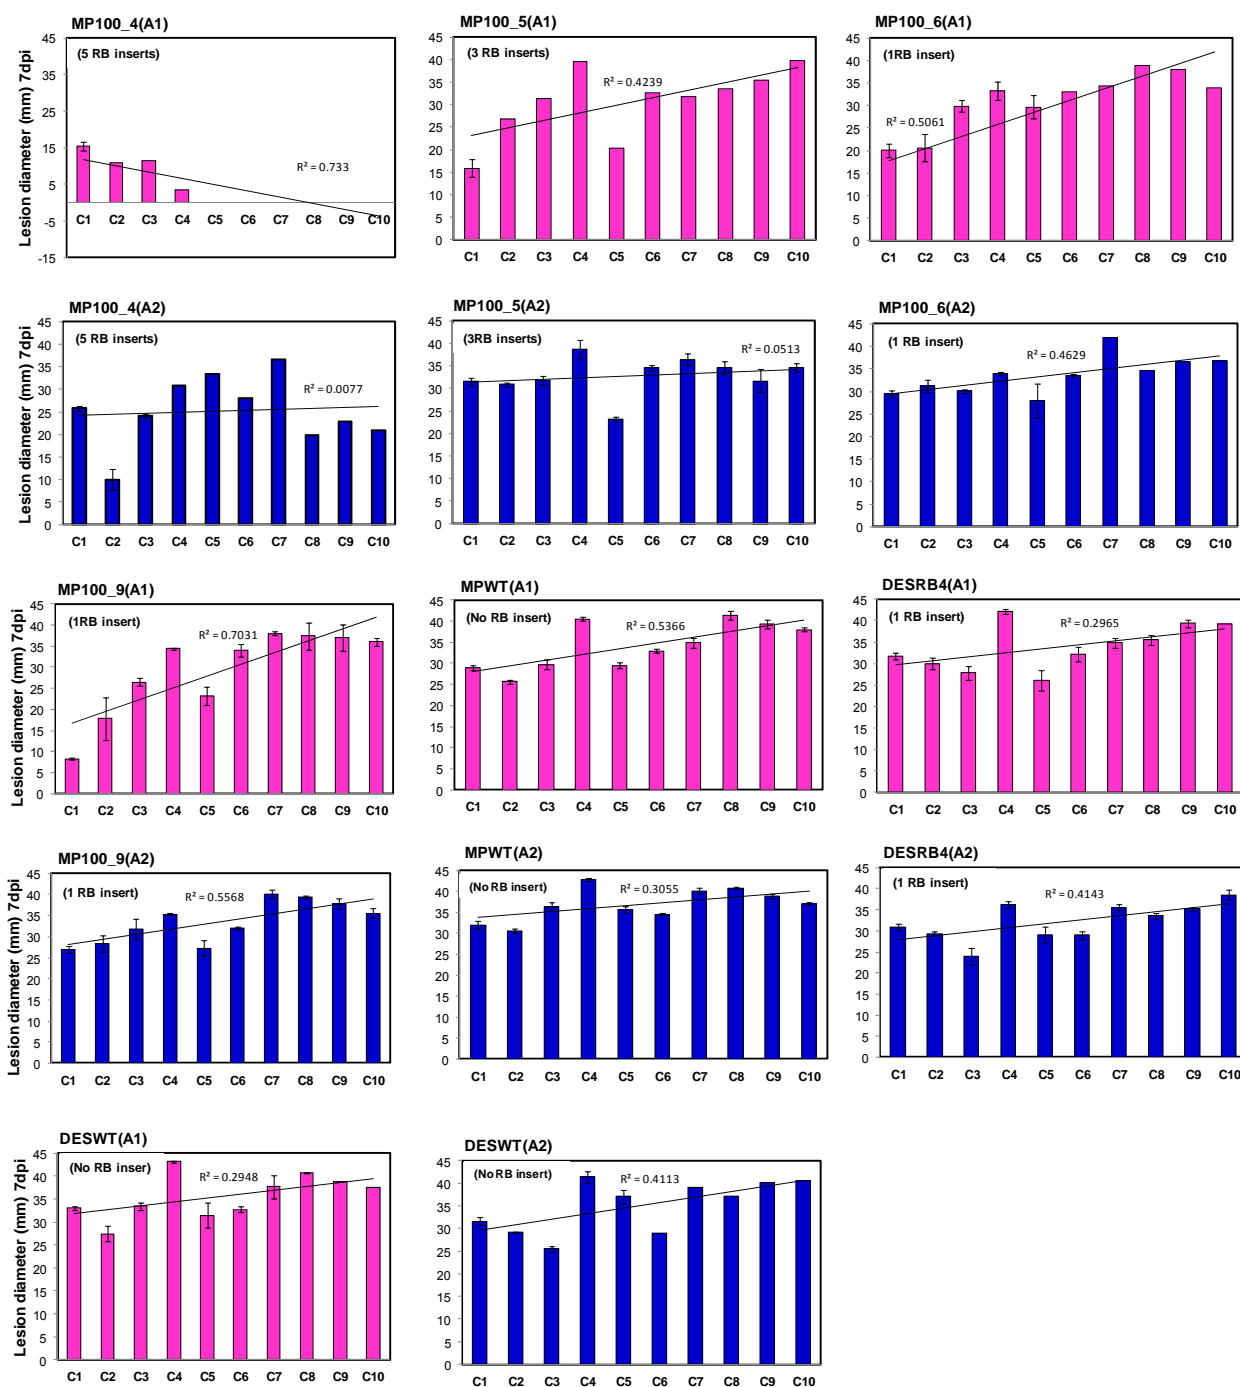 MP100_4(A1)
(5 RB inserts)
Lesion diameter (mm) 7dpi
45
35
25
15
5
-5
-15
R² = 0.733
C1 C2 C3 C4 C5 C6 C7 C8 C9 C10
MP100_5(A1)
(3 RB inserts)
45
40
35
30
25
20
15
10
5
0
R² = 0.4239
C1 C2 C3 C4 C5 C6 C7 C8 C9 C10
MP100_6(A1)
(1RB insert)
45
40
35
30
25
20
15
10
5
0
R² = 0.5061
C1 C2 C3 C4 C5 C6 C7 C8 C9 C10
MP100_4(A2)
(5 RB inserts)
Lesion diameter (mm) 7dpi
45
40
35
30
25
20
15
10
5
0
R² = 0.0077
C1 C2 C3 C4 C5 C6 C7 C8 C9 C10
MP100_5(A2)
(3RB inserts)
45
40
35
30
25
20
15
10
5
0
R² = 0.0513
C1 C2 C3 C4 C5 C6 C7 C8 C9 C10
MP100_6(A2)
(1 RB insert)
45
40
35
30
25
20
15
10
5
0
R² = 0.4629
C1 C2 C3 C4 C5 C6 C7 C8 C9 C10
MP100_9(A1)
(1RB insert)
Lesion diameter (mm) 7dpi
45
40
35
30
25
20
15
10
5
0
R² = 0.7031
C1 C2 C3 C4 C5 C6 C7 C8 C9 C10
MPWT(A1)
(No RB insert)
45
40
35
30
25
20
15
10
5
0
R² = 0.5366
C1 C2 C3 C4 C5 C6 C7 C8 C9 C10
DESRB4(A1)
(1 RB insert)
45
40
35
30
25
20
15
10
5
0
R² = 0.2965
C1 C2 C3 C4 C5 C6 C7 C8 C9 C10
MP100_9(A2)
(1 RB insert)
Lesion diameter (mm) 7dpi
45
40
35
30
25
20
15
10
5
0
R² = 0.5568
C1 C2 C3 C4 C5 C6 C7 C8 C9 C10
MPWT(A2)
(No RB insert)
45
40
35
30
25
20
15
10
5
0
R² = 0.3055
C1 C2 C3 C4 C5 C6 C7 C8 C9 C10
DESRB4(A2)
(1 RB insert)
45
40
35
30
25
20
15
10
5
0
R² = 0.4143
C1 C2 C3 C4 C5 C6 C7 C8 C9 C10
DESWT(A1)
(No RB inser)
Lesion diameter (mm) 7dpi
45
40
35
30
25
20
15
10
5
0
R² = 0.2948
C1 C2 C3 C4 C5 C6 C7 C8 C9 C10
DESWT(A2)
(No RB insert)
45
40
35
30
25
20
15
10
5
0
R² = 0.4113
C1 C2 C3 C4 C5 C6 C7 C8 C9 C10